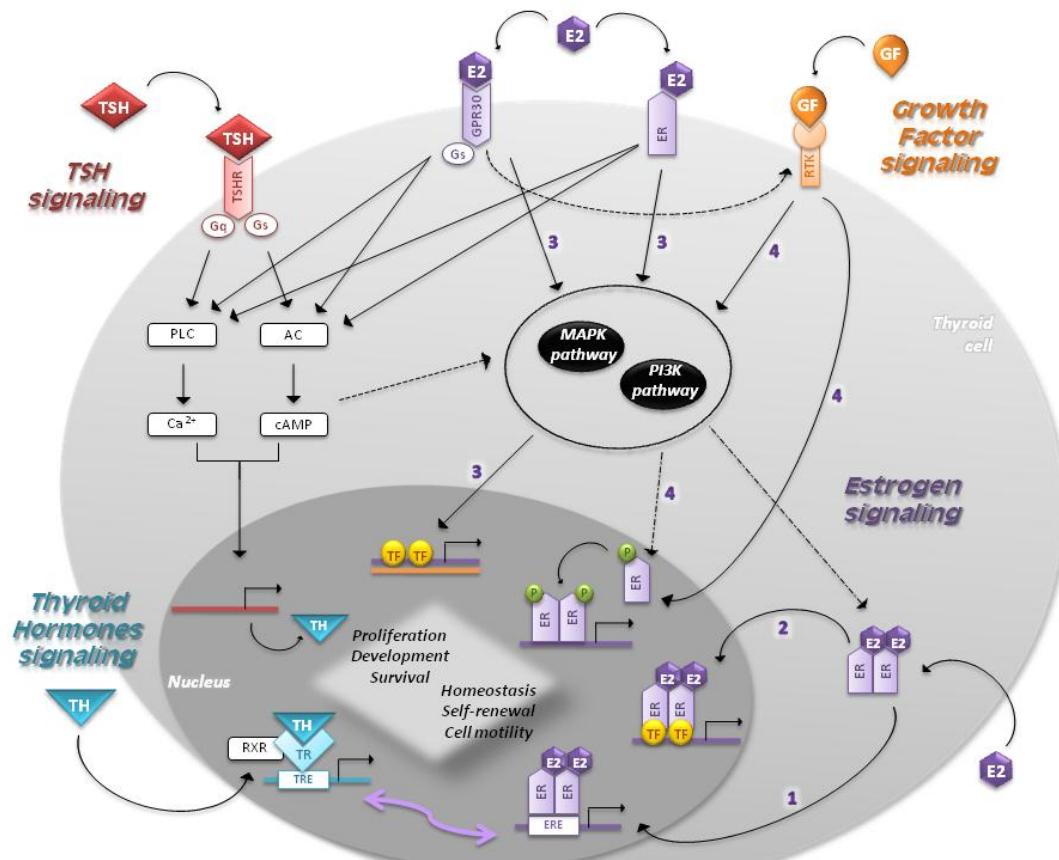 E2
E2
E2
GF
GF
TSH
TSH
TSHR
Gq
Gs
TSH
signaling
GPR30
Gs
ER
RTK
Growth
Factor
signaling
3
3
4
PLC
AC
MAPK
pathway
PI3K
pathway
Thyroid
cell
4
Ca2+
cAMP
3
4
Estrogen
signaling
TF TF
P
ER
P P
ER ER
Thyroid
Hormones
signaling
TH
Proliferation
Development
Survival
Homeostasis
Self-renewal
Cell motility
Nucleus
2
E2 E2
ER ER
E2 E2
ER ER
TF TF
TH
TH
RXR
TR
TRE
E2 E2
ER ER
ERE
1
E2